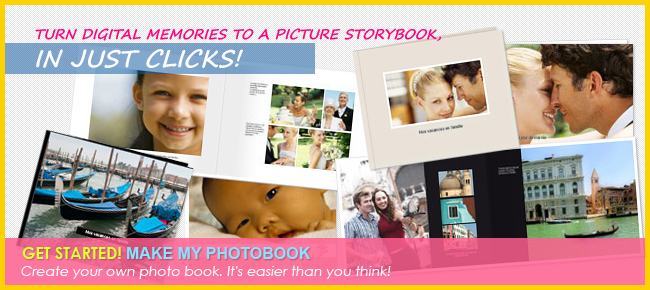 TURN DIGITAL MEMORIES TO A PICTURE STORYBOOK,
IN JUST CLICKS!
Nos vacances en famille
GET STARTED! MAKE MY PHOTOBOOK
Create your own photo book. It's easier than you think!